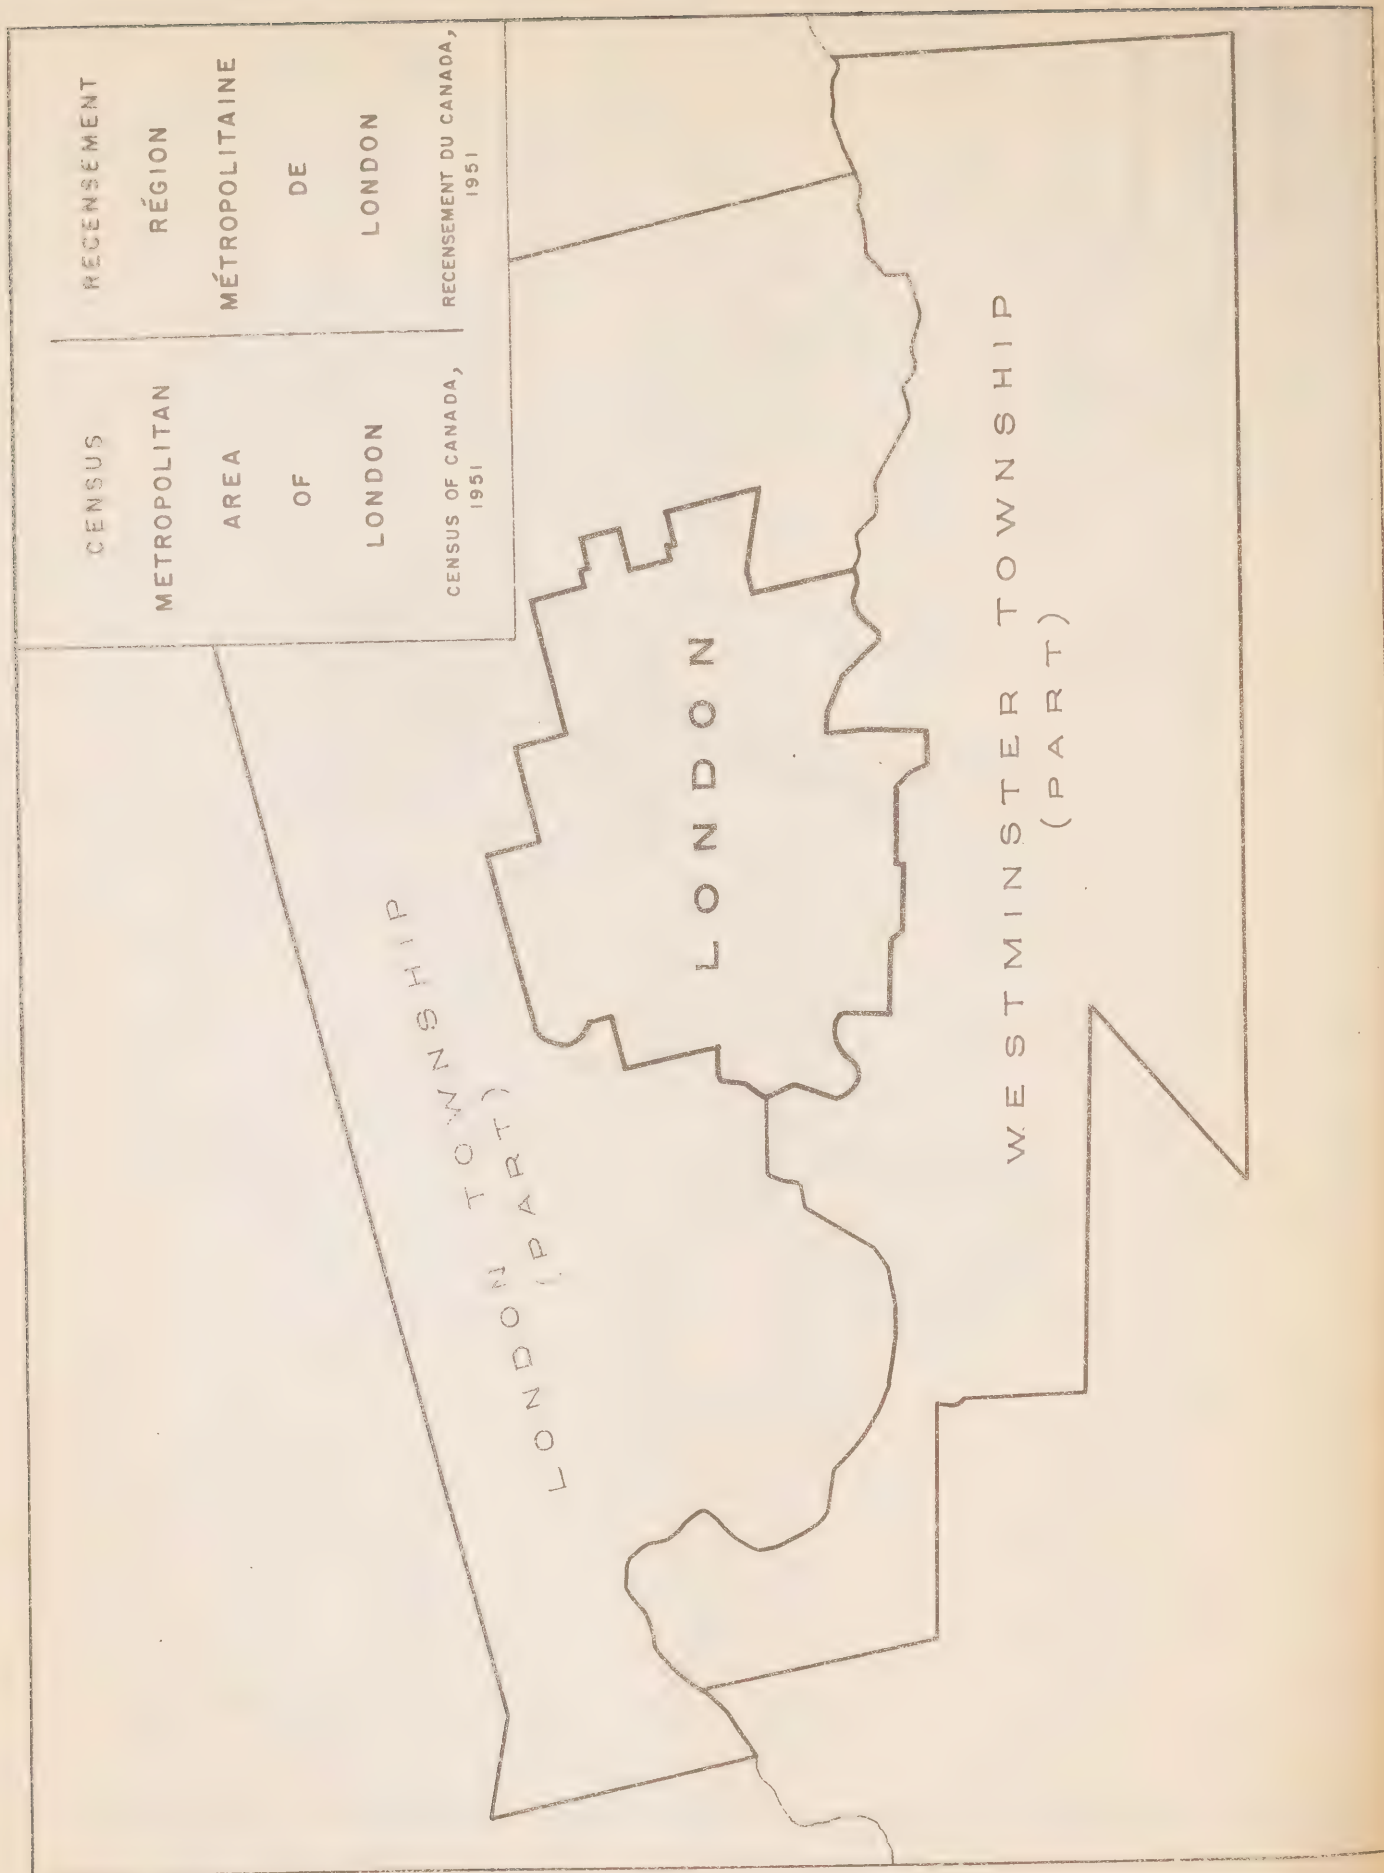 CENSUS
METROPOLITAN
AREA
OF
LONDON
CENSUS OF CANADA,
1951
RECENSEMENT
RÉGION
MÉTROPOLITAINE
DE
LONDON
RECENSEMENT DU CANADA,
1951
LONDON TOWNSHIP
(PART)
LONDON
WESTMINSTER TOWNSHIP
(PART)